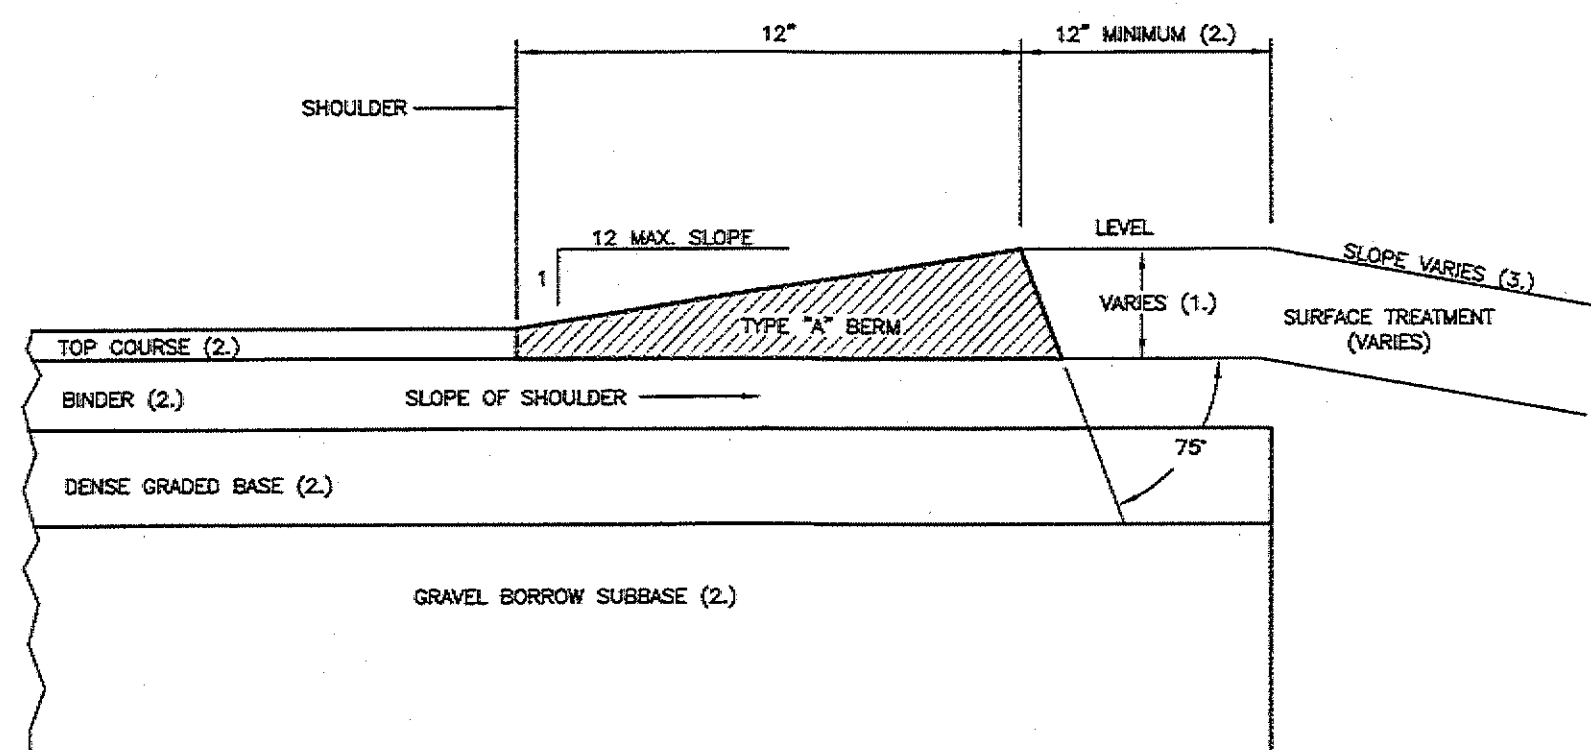 12"
12" MINIMUM (2.)
SHOULDER
12 MAX. SLOPE
1
LEVEL
SLOPE VARIES (3.)
VARIES (1.)
TYPE "A" BERM
SURFACE TREATMENT
(VARIES)
TOP COURSE (2.)
BINDER (2.)
SLOPE OF SHOULDER
75°
DENSE GRADED BASE (2.)
GRAVEL BORROW SUBBASE (2.)